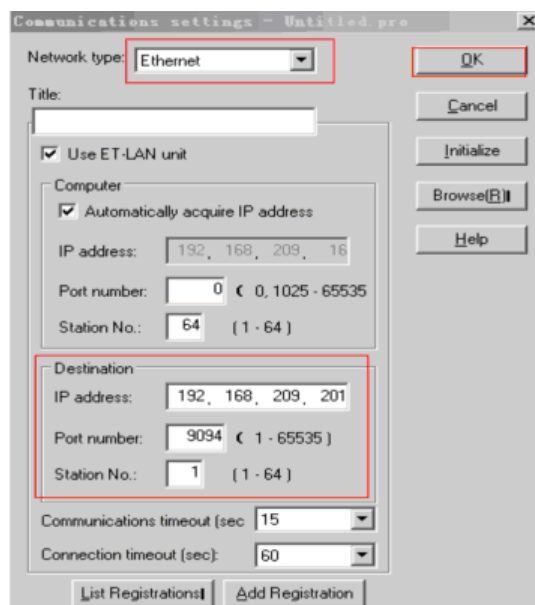 Communications settings - Untitled.pro
Network type: Ethernet
OK
Title:
Cancel
Use ET-LAN unit
Initialize
Computer
Automatically acquire IP address
Browse(R)
IP address: 192. 168. 209. 16
Help
Port number: 0 ( 0, 1025 - 65535
Station No.: 64 ( 1 - 64 )
Destination
IP address: 192. 168. 209. 201
Port number: 9094 ( 1 - 65535 )
Station No.: 1 ( 1 - 64 )
Communications timeout (sec 15
Connection timeout (sec): 60
List Registrations
Add Registration